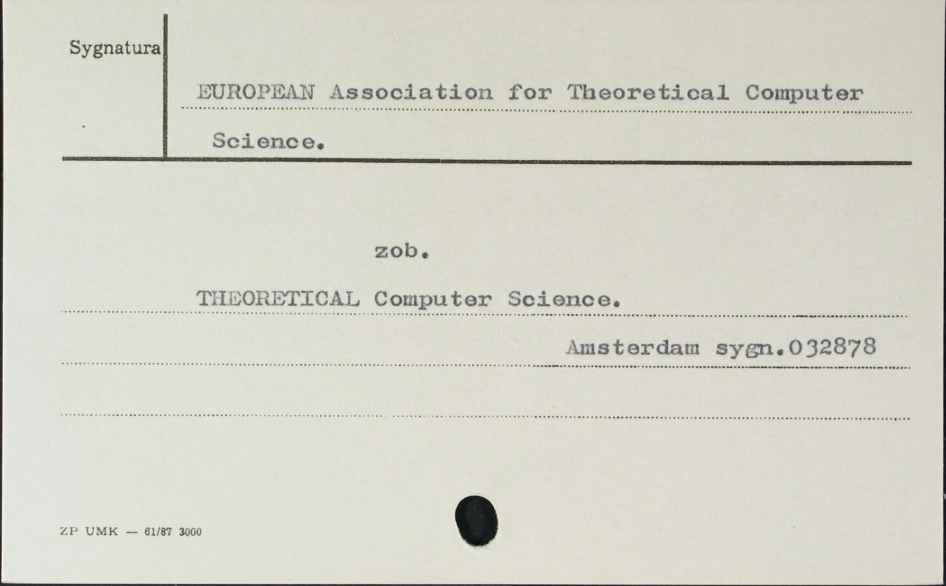 Sygnatura
EUROPEAN Association for Theoretical Computer
Science.
zob.
THEORETICAL Computer Science.
Amsterdam sygn.032878
ZP UMK — 61/87 3000